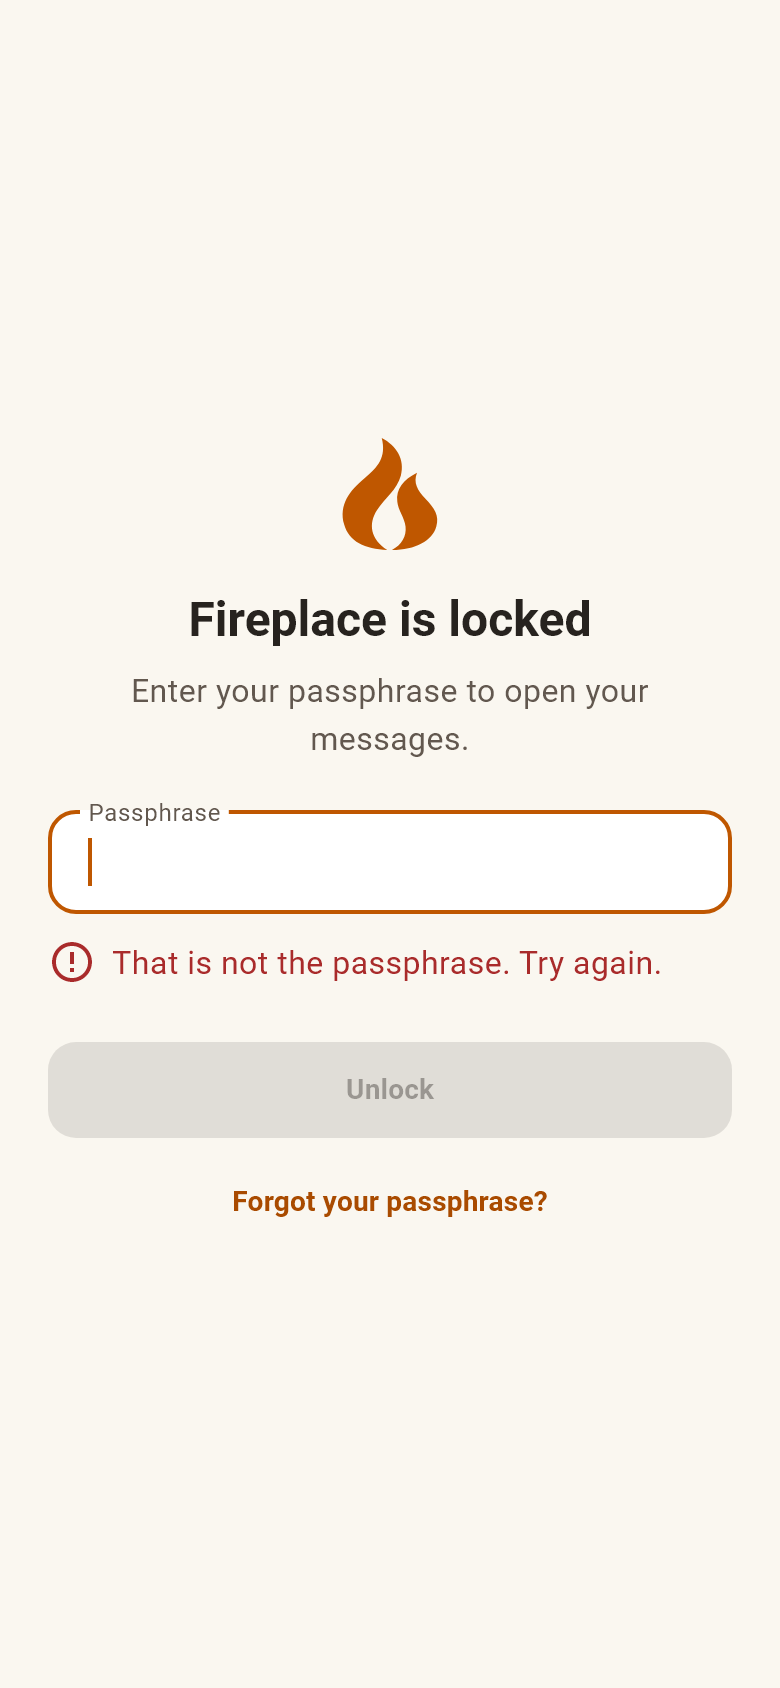 Fireplace is locked
Enter your passphrase to open your
messages.
Passphrase
That is not the passphrase. Try again.
Unlock
Forgot your passphrase?